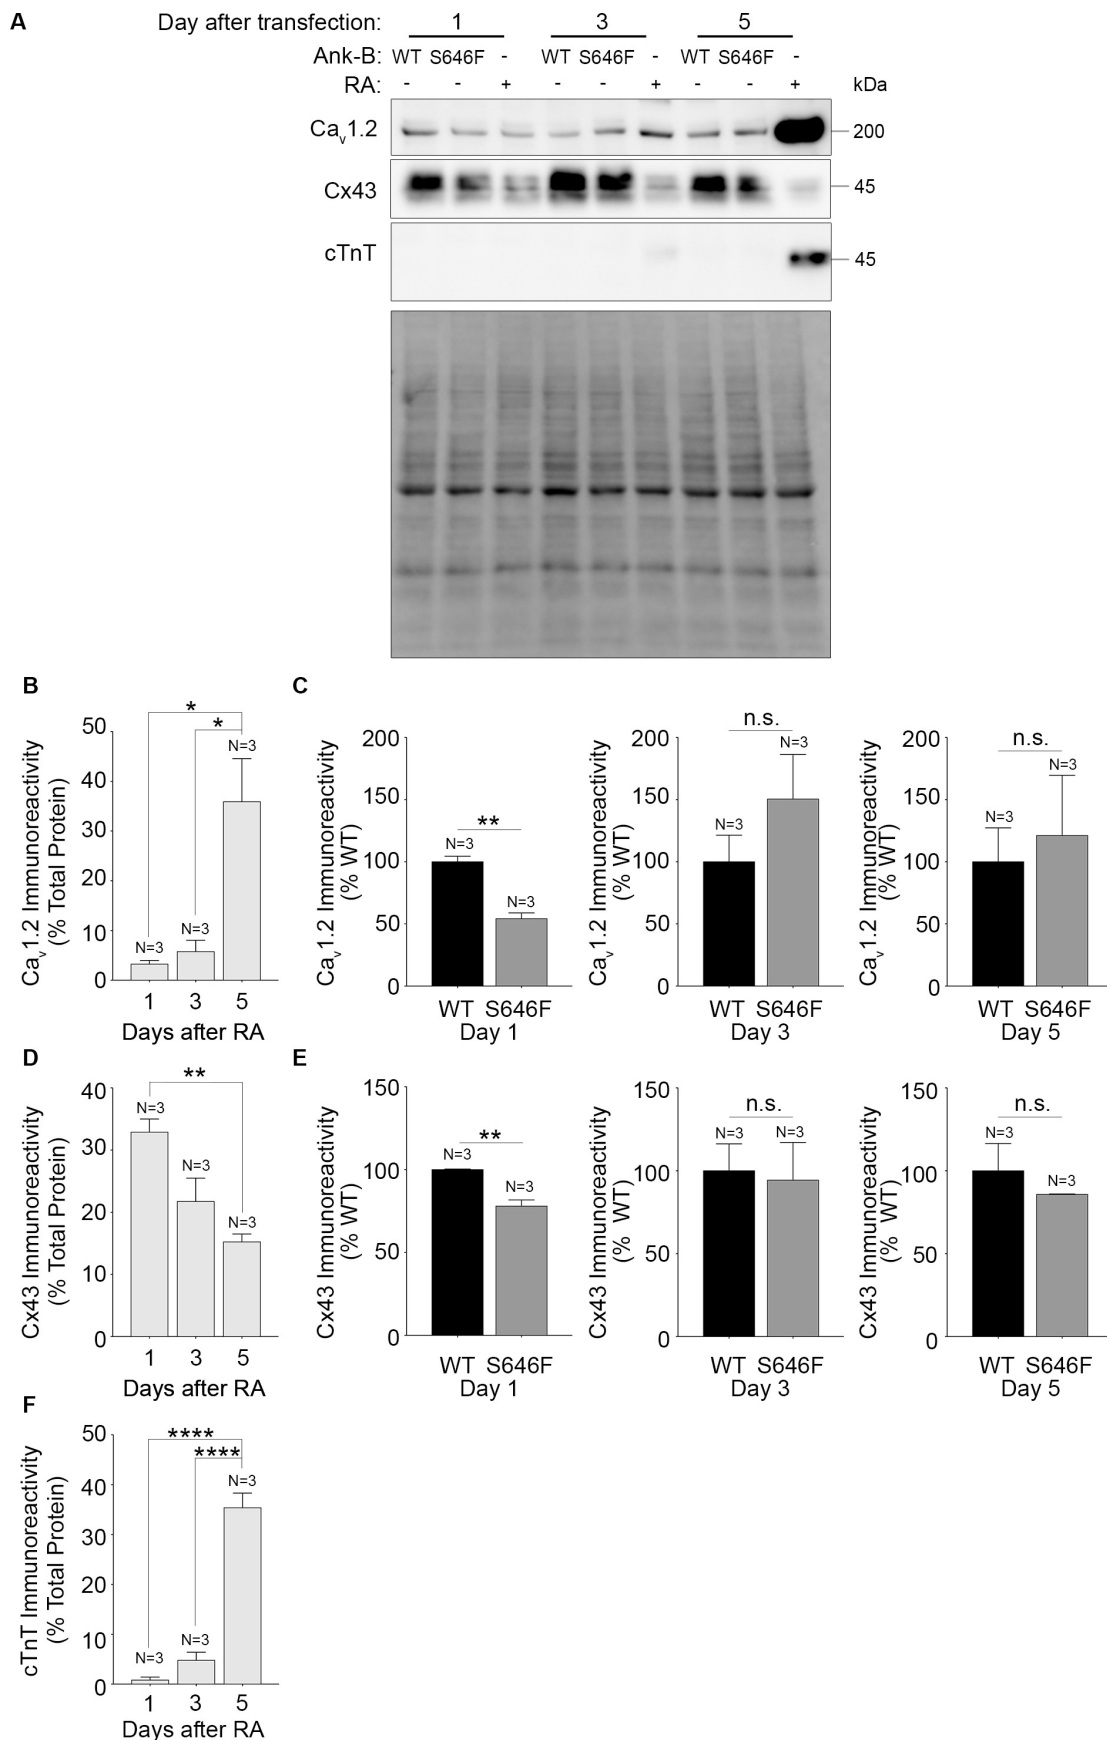 A
Day after transfection: 1 3 5
Ank-B: WT S646F - WT S646F - WT S646F -
RA: - - + - - + - - + kDa
Cav1.2 200
Cx43 45
cTnT 45
B
Cav1.2 Immunoreactivity
(% Total Protein)
50
40
30
20
10
0
*
*
N=3
N=3
N=3
1 3 5
Days after RA
C
Cav1.2 Immunoreactivity
(% WT)
200
150
100
50
0
**
N=3
N=3
WT S646F
Day 1
Cav1.2 Immunoreactivity
(% WT)
200
150
100
50
0
n.s.
N=3
N=3
WT S646F
Day 3
Cav1.2 Immunoreactivity
(% WT)
200
150
100
50
0
n.s.
N=3
N=3
WT S646F
Day 5
D
Cx43 Immunoreactivity
(% Total Protein)
40
30
20
10
0
**
N=3
N=3
N=3
1 3 5
Days after RA
E
Cx43 Immunoreactivity
(% WT)
150
100
50
0
**
N=3
N=3
WT S646F
Day 1
Cx43 Immunoreactivity
(% WT)
150
100
50
0
n.s.
N=3
N=3
WT S646F
Day 3
Cx43 Immunoreactivity
(% WT)
150
100
50
0
n.s.
N=3
N=3
WT S646F
Day 5
F
cTnT Immunoreactivity
(% Total Protein)
50
40
30
20
10
0
****
****
N=3
N=3
N=3
1 3 5
Days after RA